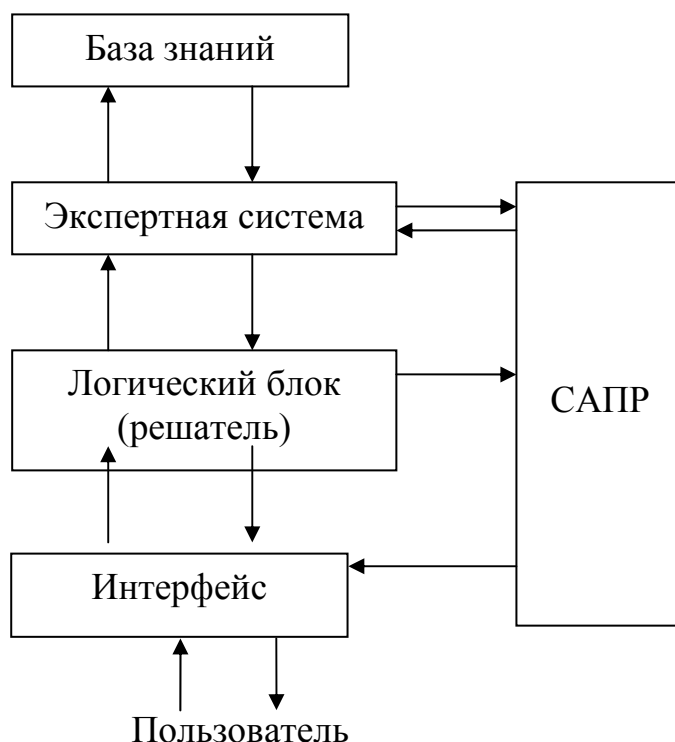 База знаний
Экспертная система
Логический блок
(решатель)
САПР
Интерфейс
Пользователь